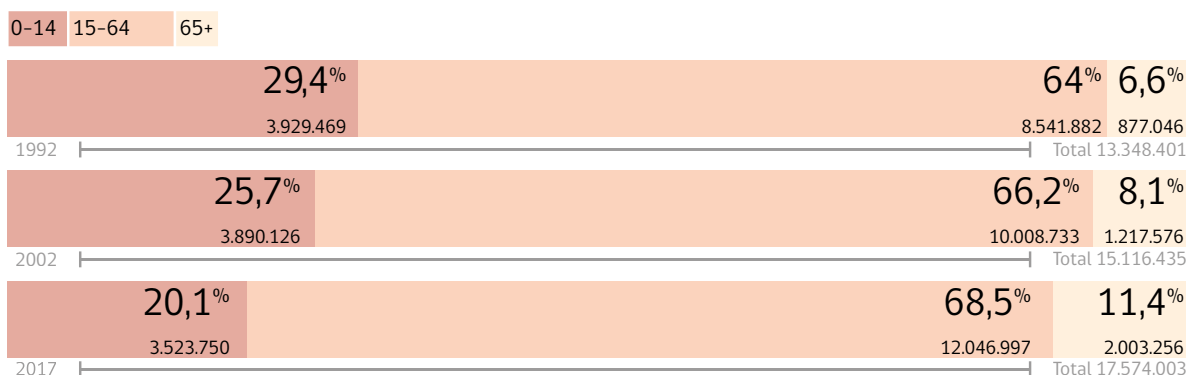 0-14 15-64 65+
29,4% 64% 6,6%
3.929.469 8.541.882 877.046
1992 Total 13.348.401
25,7% 66,2% 8,1%
3.890.126 10.008.733 1.217.576
2002 Total 15.116.435
20,1% 68,5% 11,4%
3.523.750 12.046.997 2.003.256
2017 Total 17.574.003